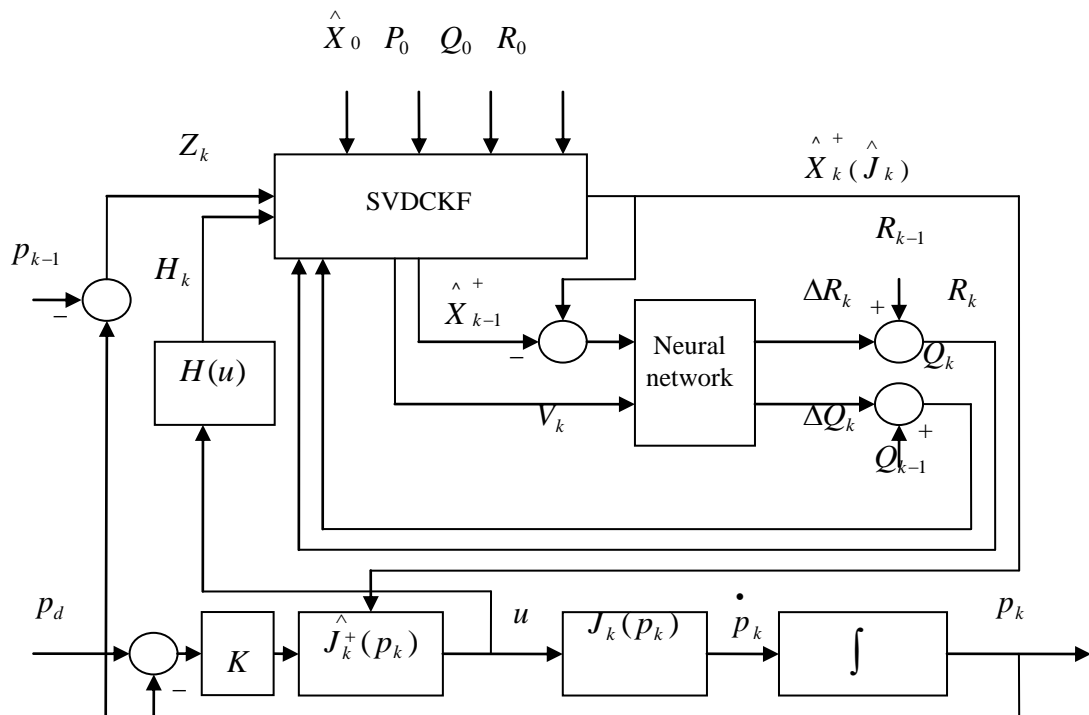 X̂₀ P₀ Q₀ R₀
Zₖ
X̂ₖ⁺(Ĵₖ)
SVDCKF
Rₖ₋₁
pₖ₋₁
Hₖ
X̂ₖ₋₁⁺
ΔRₖ
+
Rₖ
−
−
H(u)
Neural
network
Qₖ
Vₖ
ΔQₖ
+
Qₖ₋₁
p_d
K
Ĵₖ⁺(pₖ)
u
Jₖ(pₖ)
ṗₖ
∫
pₖ
−